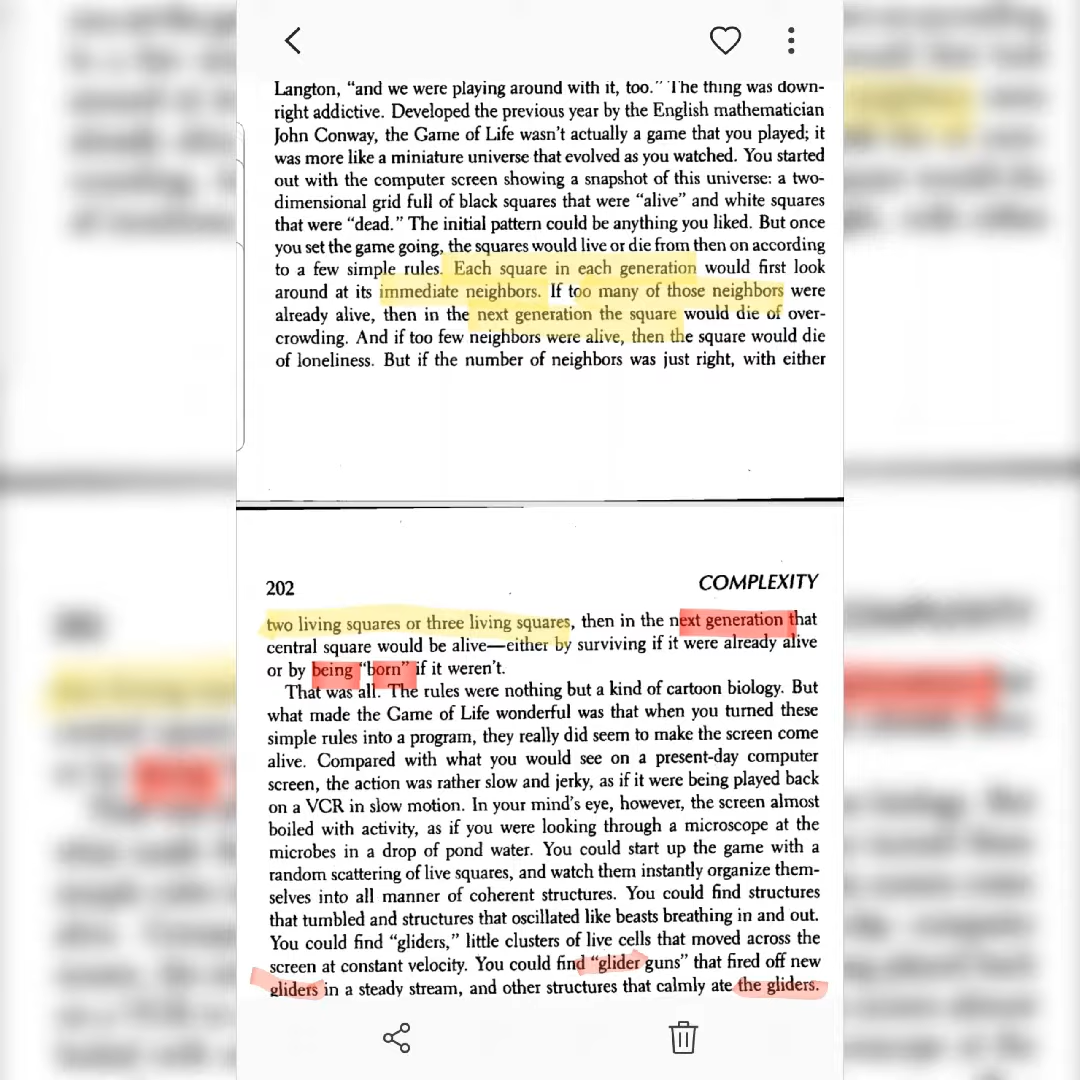 Langton, “and we were playing around with it, too.” The thing was down-
right addictive. Developed the previous year by the English mathematician
John Conway, the Game of Life wasn’t actually a game that you played; it
was more like a miniature universe that evolved as you watched. You started
out with the computer screen showing a snapshot of this universe: a two-
dimensional grid full of black squares that were “alive” and white squares
that were “dead.” The initial pattern could be anything you liked. But once
you set the game going, the squares would live or die from then on according
to a few simple rules. Each square in each generation would first look
around at its immediate neighbors. If too many of those neighbors were
already alive, then in the next generation the square would die of over-
crowding. And if too few neighbors were alive, then the square would die
of loneliness. But if the number of neighbors was just right, with either
202 COMPLEXITY
two living squares or three living squares, then in the next generation that
central square would be alive—either by surviving if it were already alive
or by being “born” if it weren’t.
That was all. The rules were nothing but a kind of cartoon biology. But
what made the Game of Life wonderful was that when you turned these
simple rules into a program, they really did seem to make the screen come
alive. Compared with what you would see on a present-day computer
screen, the action was rather slow and jerky, as if it were being played back
on a VCR in slow motion. In your mind’s eye, however, the screen almost
boiled with activity, as if you were looking through a microscope at the
microbes in a drop of pond water. You could start up the game with a
random scattering of live squares, and watch them instantly organize them-
selves into all manner of coherent structures. You could find structures
that tumbled and structures that oscillated like beasts breathing in and out.
You could find “gliders,” little clusters of live cells that moved across the
screen at constant velocity. You could find “glider guns” that fired off new
gliders in a steady stream, and other structures that calmly ate the gliders.